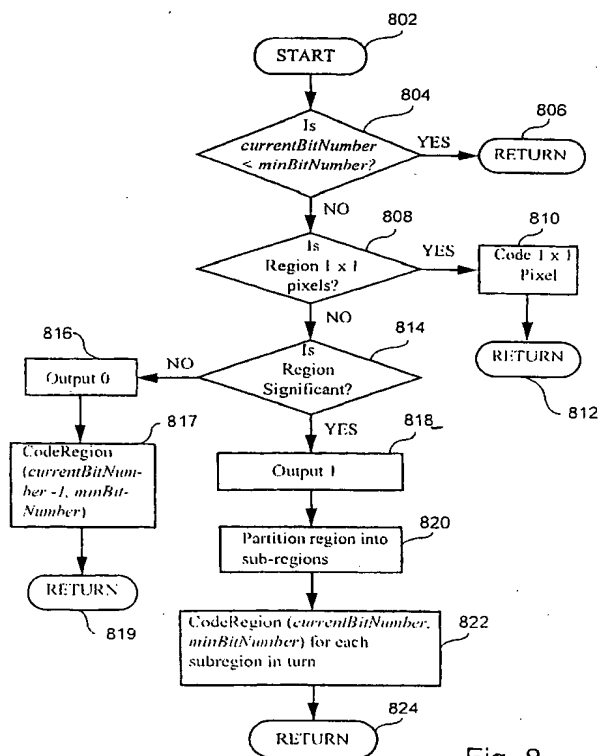 802
START
804
Is
currentBitNumber
< minBitNumber?
YES
806
RETURN
NO
808
Is
Region 1 x 1
pixels?
YES
810
Code 1 x 1
Pixel
NO
RETURN
812
814
Is
Region
Significant?
NO
816
Output 0
817
CodeRegion
(currentBitNum-
ber -1, minBit-
Number)
RETURN
819
YES
818
Output 1
820
Partition region into
sub-regions
CodeRegion (currentBitNumber,
minBitNumber) for each
subregion in turn
822
824
RETURN